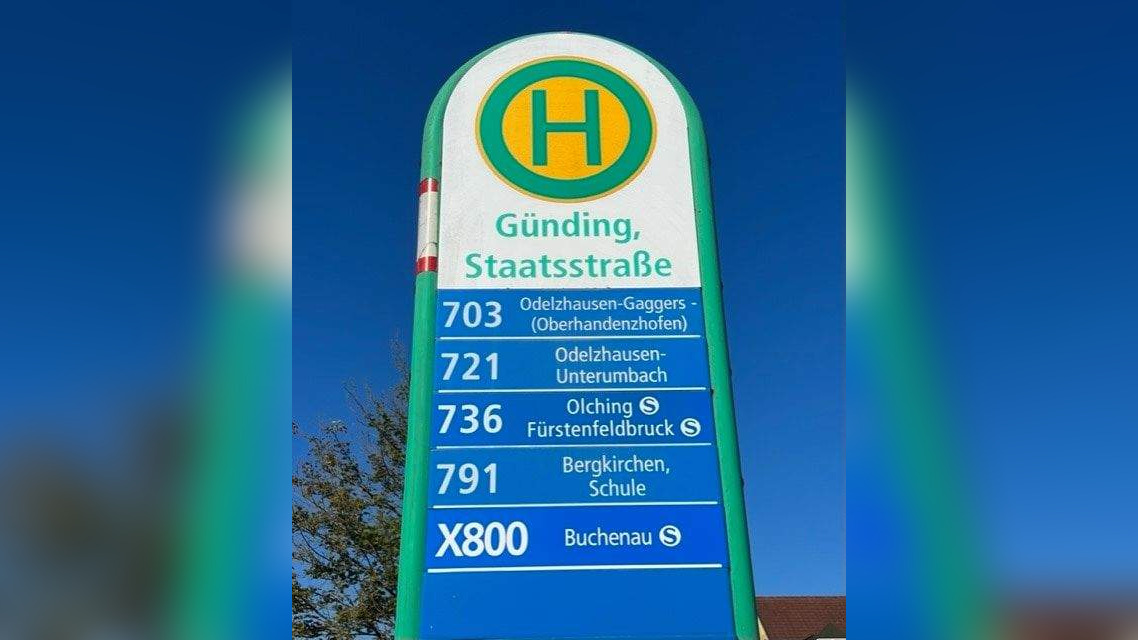 H
Günding,
Staatsstraße
703 Odelzhausen-Gaggers -
(Oberhandenzhofen)
721 Odelzhausen-
Unterumbach
736 Olching S
Fürstenfeldbruck S
791 Bergkirchen,
Schule
X800 Buchenau S